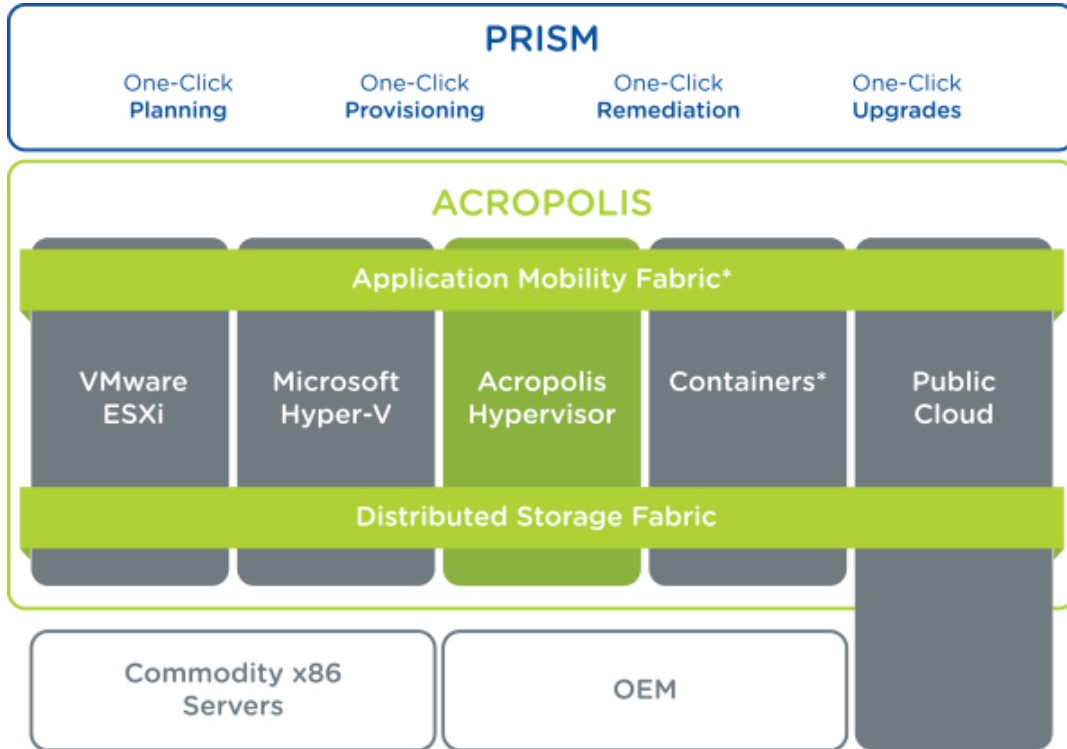 PRISM
One-Click
Planning
One-Click
Provisioning
One-Click
Remediation
One-Click
Upgrades
ACROPOLIS
Application Mobility Fabric*
VMware
ESXi
Microsoft
Hyper-V
Acropolis
Hypervisor
Containers*
Public
Cloud
Distributed Storage Fabric
Commodity x86
Servers
OEM